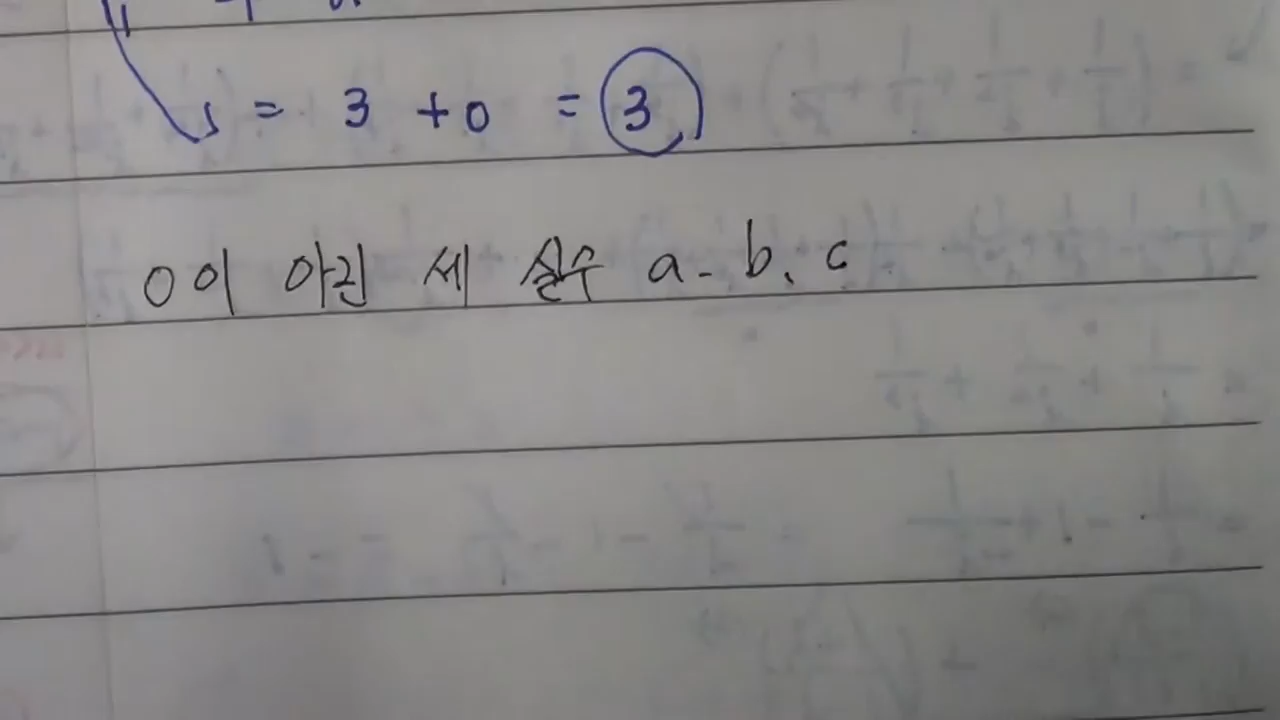 s = 3 + 0 = 3
0이 아닌 세 실수 a. b. c